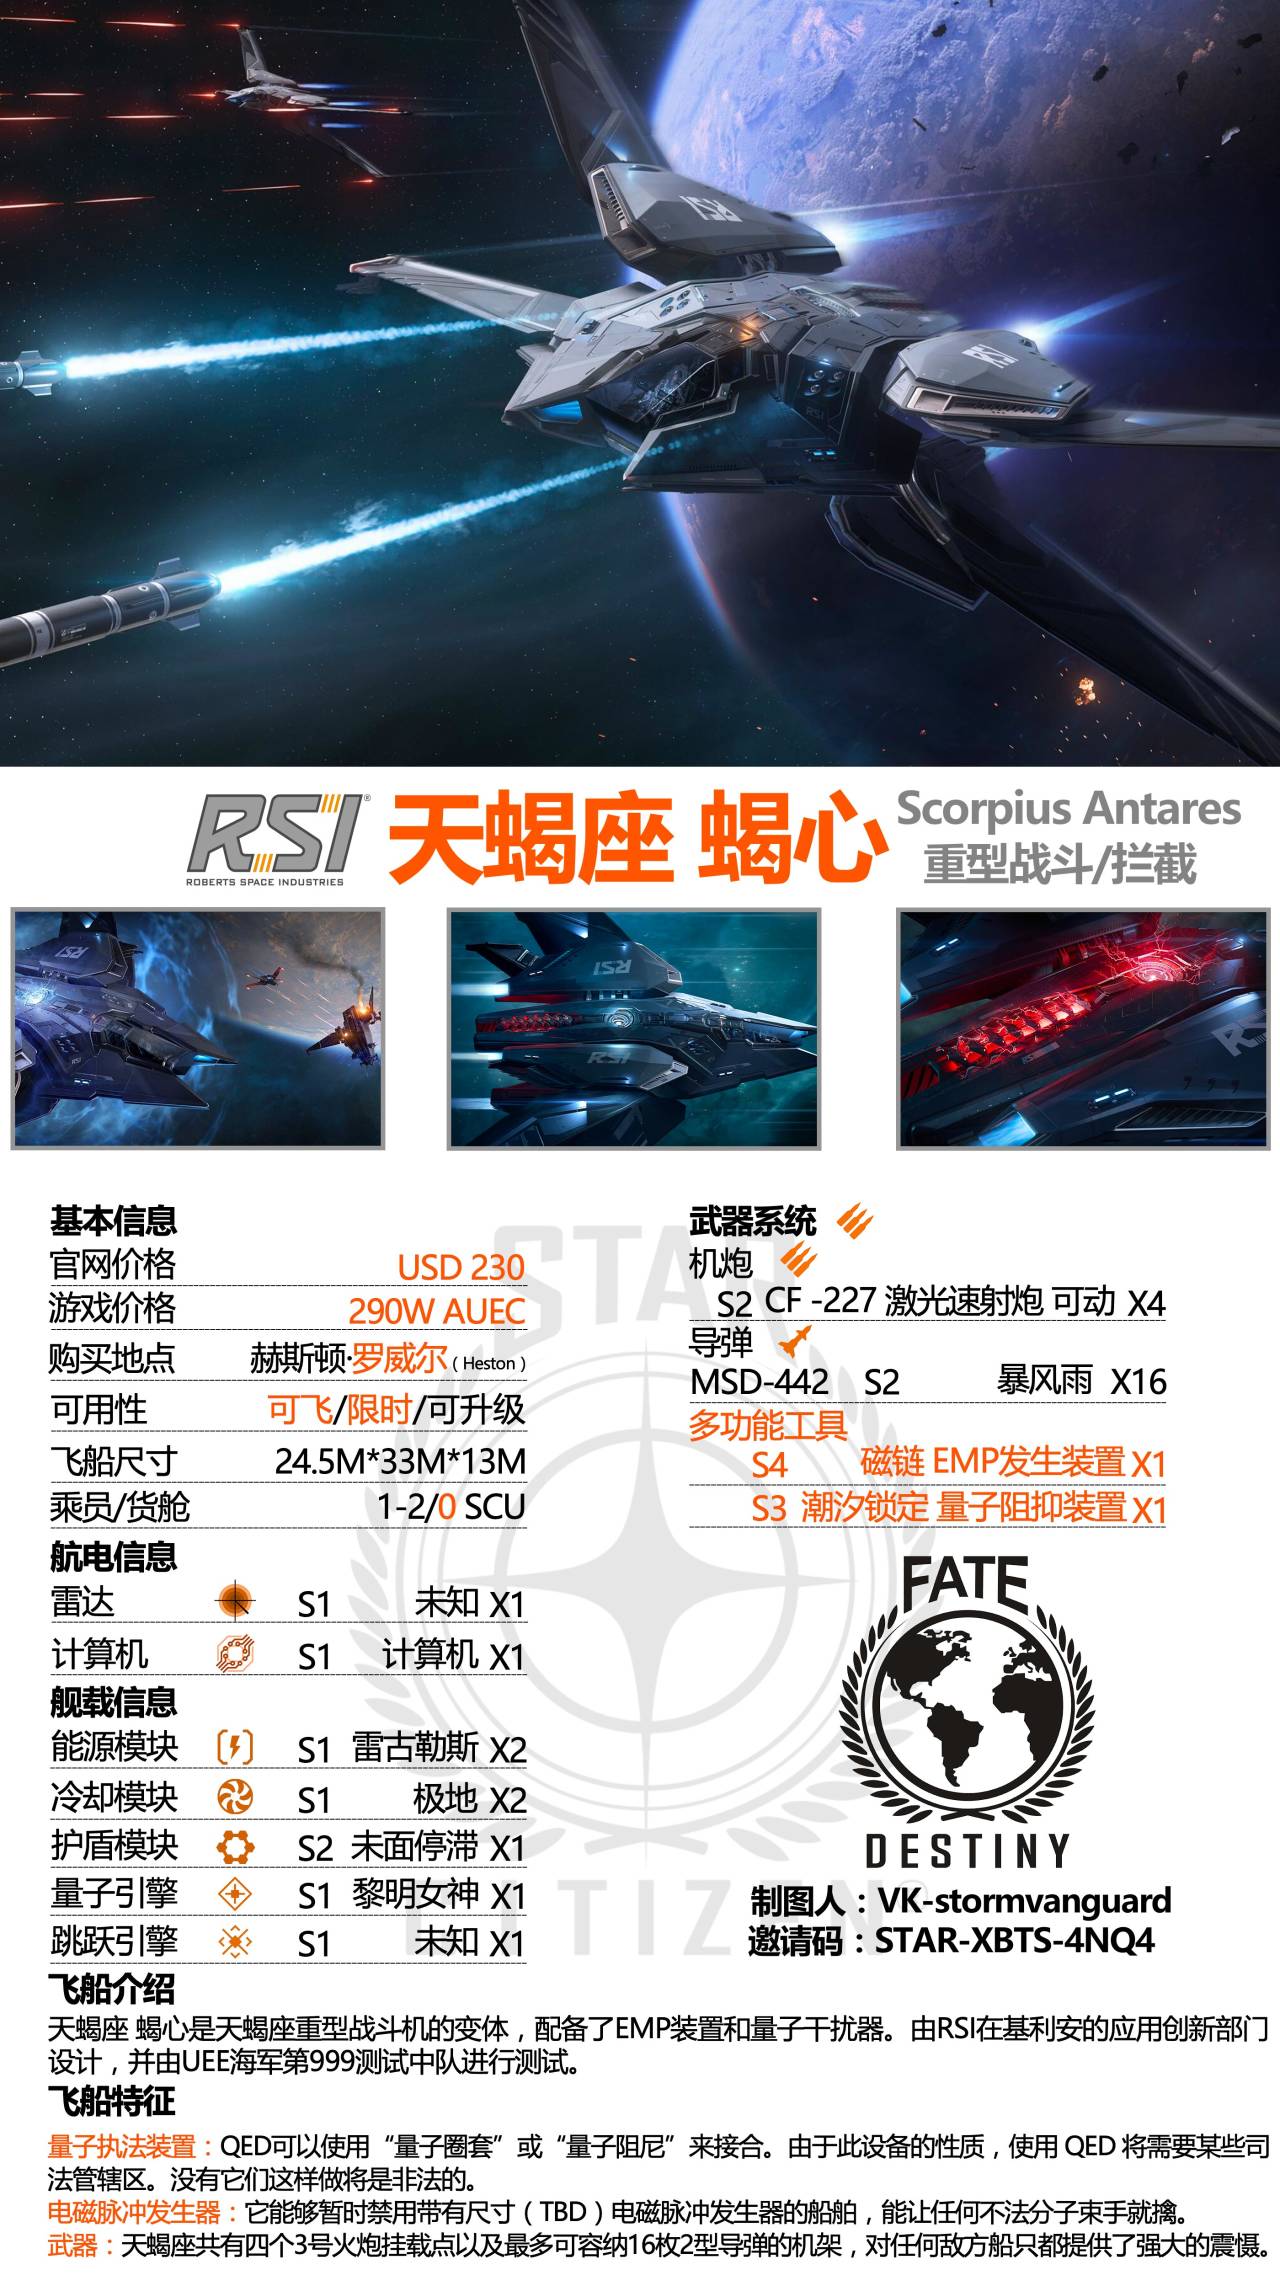 RSI
RSI
RSI
RSI®
ROBERTS SPACE INDUSTRIES
天蝎座 蝎心
Scorpius Antares
重型战斗/拦截
RSI
RSI
RSI
RSI
基本信息
官网价格 USD 230
游戏价格 290W AUEC
购买地点 赫斯顿·罗威尔（Heston）
可用性 可飞/限时/可升级
飞船尺寸 24.5M*33M*13M
乘员/货舱 1-2/0 SCU
航电信息
雷达 S1 未知 X1
计算机 S1 计算机 X1
舰载信息
能源模块 S1 雷古勒斯 X2
冷却模块 S1 极地 X2
护盾模块 S2 未面停滞 X1
量子引擎 S1 黎明女神 X1
跳跃引擎 S1 未知 X1
武器系统
机炮
S2 CF -227 激光速射炮 可动 X4
导弹
MSD-442 S2 暴风雨 X16
多功能工具
S4 磁链 EMP发生装置 X1
S3 潮汐锁定 量子阻抑装置 X1
STAR
CITIZEN
FATE
DESTINY
制图人：VK-stormvanguard
邀请码：STAR-XBTS-4NQ4
飞船介绍
天蝎座 蝎心是天蝎座重型战斗机的变体，配备了EMP装置和量子干扰器。由RSI在基利安的应用创新部门
设计，并由UEE海军第999测试中队进行测试。
飞船特征
量子执法装置：QED可以使用“量子圈套”或“量子阻尼”来接合。由于此设备的性质，使用 QED 将需要某些司
法管辖区。没有它们这样做将是非法的。
电磁脉冲发生器：它能够暂时禁用带有尺寸（TBD）电磁脉冲发生器的船舶，能让任何不法分子束手就擒。
武器：天蝎座共有四个3号火炮挂载点以及最多可容纳16枚2型导弹的机架，对任何敌方船只都提供了强大的震慑。